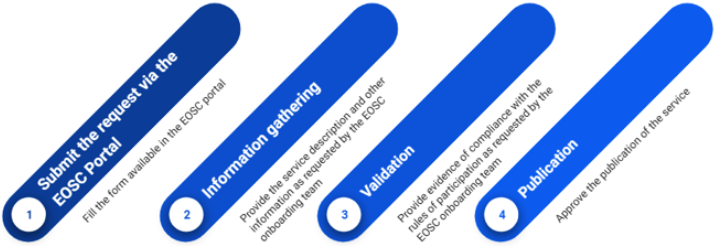 1
Submit the request via the
EOSC Portal
Fill the form available in the EOSC portal
2
Information gathering
Provide the service description and other
information as requested by the EOSC
onboarding team
3
Validation
Provide evidence of compliance with the
rules of participation as requested by the
EOSC onboarding team
4
Publication
Approve the publication of the service